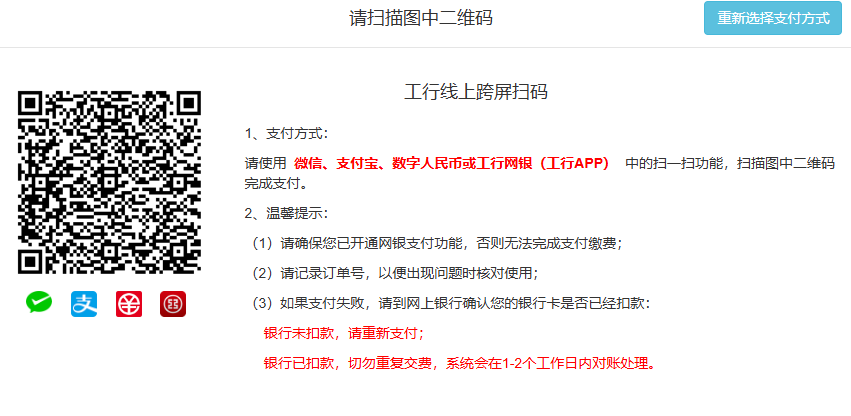 请扫描图中二维码
重新选择支付方式
工行线上跨屏扫码
1、支付方式：
请使用 微信、支付宝、数字人民币或工行网银（工行APP） 中的扫一扫功能，扫描图中二维码
完成支付。
2、温馨提示：
（1）请确保您已开通网银支付功能，否则无法完成支付缴费；
（2）请记录订单号，以便出现问题时核对使用；
（3）如果支付失败，请到网上银行确认您的银行卡是否已经扣款：
银行未扣款，请重新支付；
银行已扣款，切勿重复交费，系统会在1-2个工作日内对账处理。
支